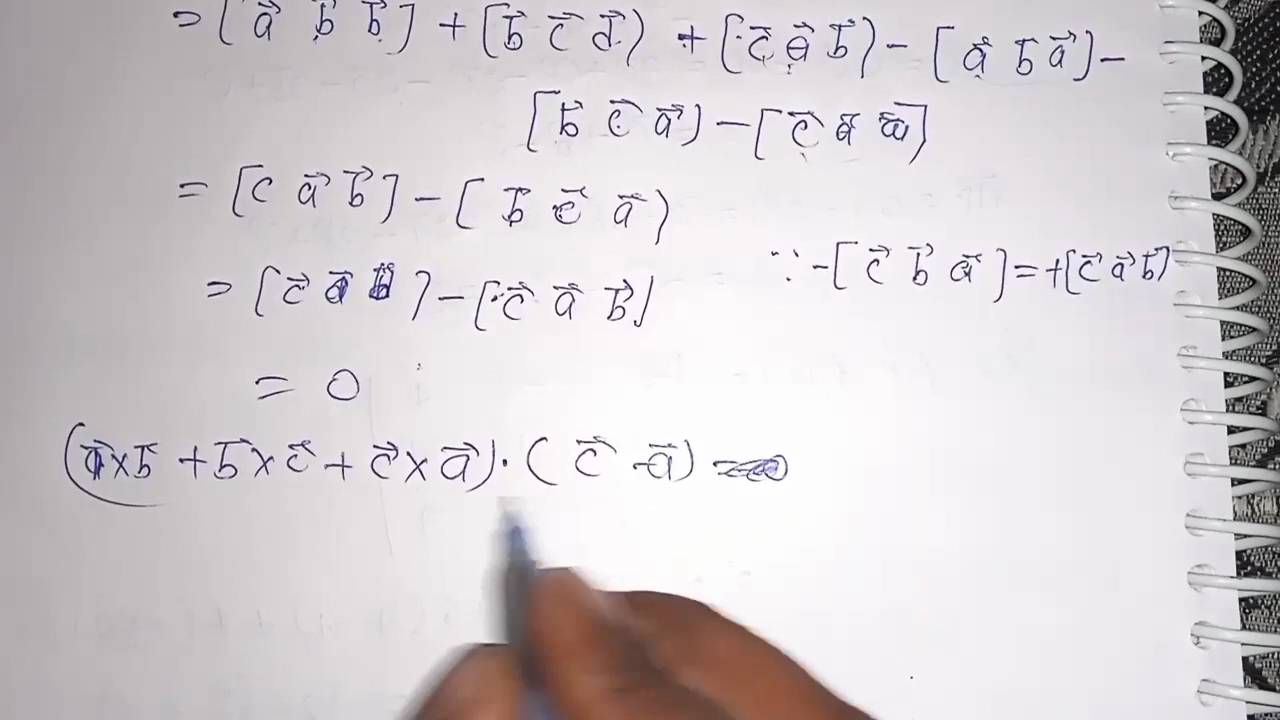 = [a⃗ b⃗ b⃗] + [b⃗ c⃗ d⃗) + [c⃗ a⃗ b⃗) - [a⃗ b⃗ a⃗] -
[b⃗ c⃗ a⃗) - [c⃗ a⃗ a⃗]
= [c a⃗ b⃗] - [b⃗ c⃗ a⃗)
= [c⃗ a⃗ b⃗] - [c⃗ a⃗ b⃗]
∵ -[c⃗ b⃗ a⃗] = +[c⃗ a⃗ b⃗)
= 0
(a⃗ × b⃗ + b⃗ × c⃗ + c⃗ × a⃗) · (c⃗ - a⃗)